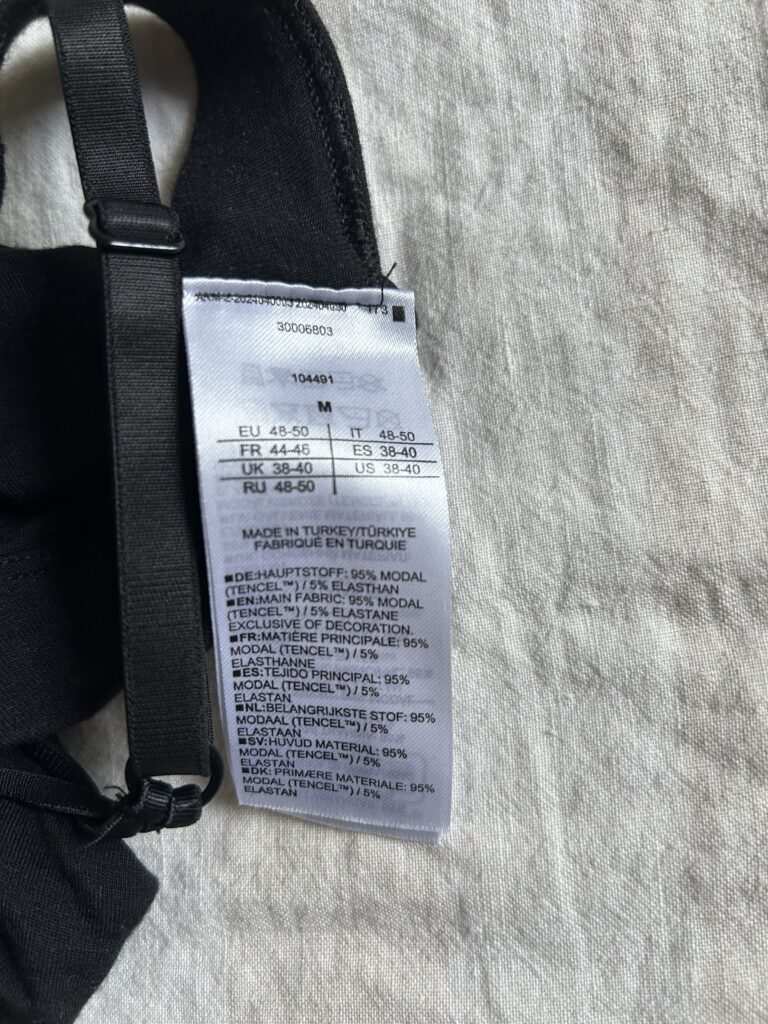 173
30006803
104491
M
EU 48-50 IT 48-50
FR 44-46 ES 38-40
UK 38-40 US 38-40
RU 48-50
MADE IN TURKEY/TÜRKIYE
FABRIQUÉ EN TURQUIE
DE:HAUPTSTOFF: 95% MODAL
(TENCEL™) / 5% ELASTHAN
EN:MAIN FABRIC: 95% MODAL
(TENCEL™) / 5% ELASTANE
EXCLUSIVE OF DECORATION.
FR:MATIÈRE PRINCIPALE: 95%
MODAL (TENCEL™) / 5%
ELASTHANNE
ES:TEJIDO PRINCIPAL: 95%
MODAL (TENCEL™) / 5%
ELASTAN
NL:BELANGRIJKSTE STOF: 95%
MODAAL (TENCEL™) / 5%
ELASTAAN
SV:HUVUD MATERIAL: 95%
MODAL (TENCEL™) / 5%
ELASTAN
DK: PRIMÆRE MATERIALE: 95%
MODAL (TENCEL™) / 5%
ELASTAN